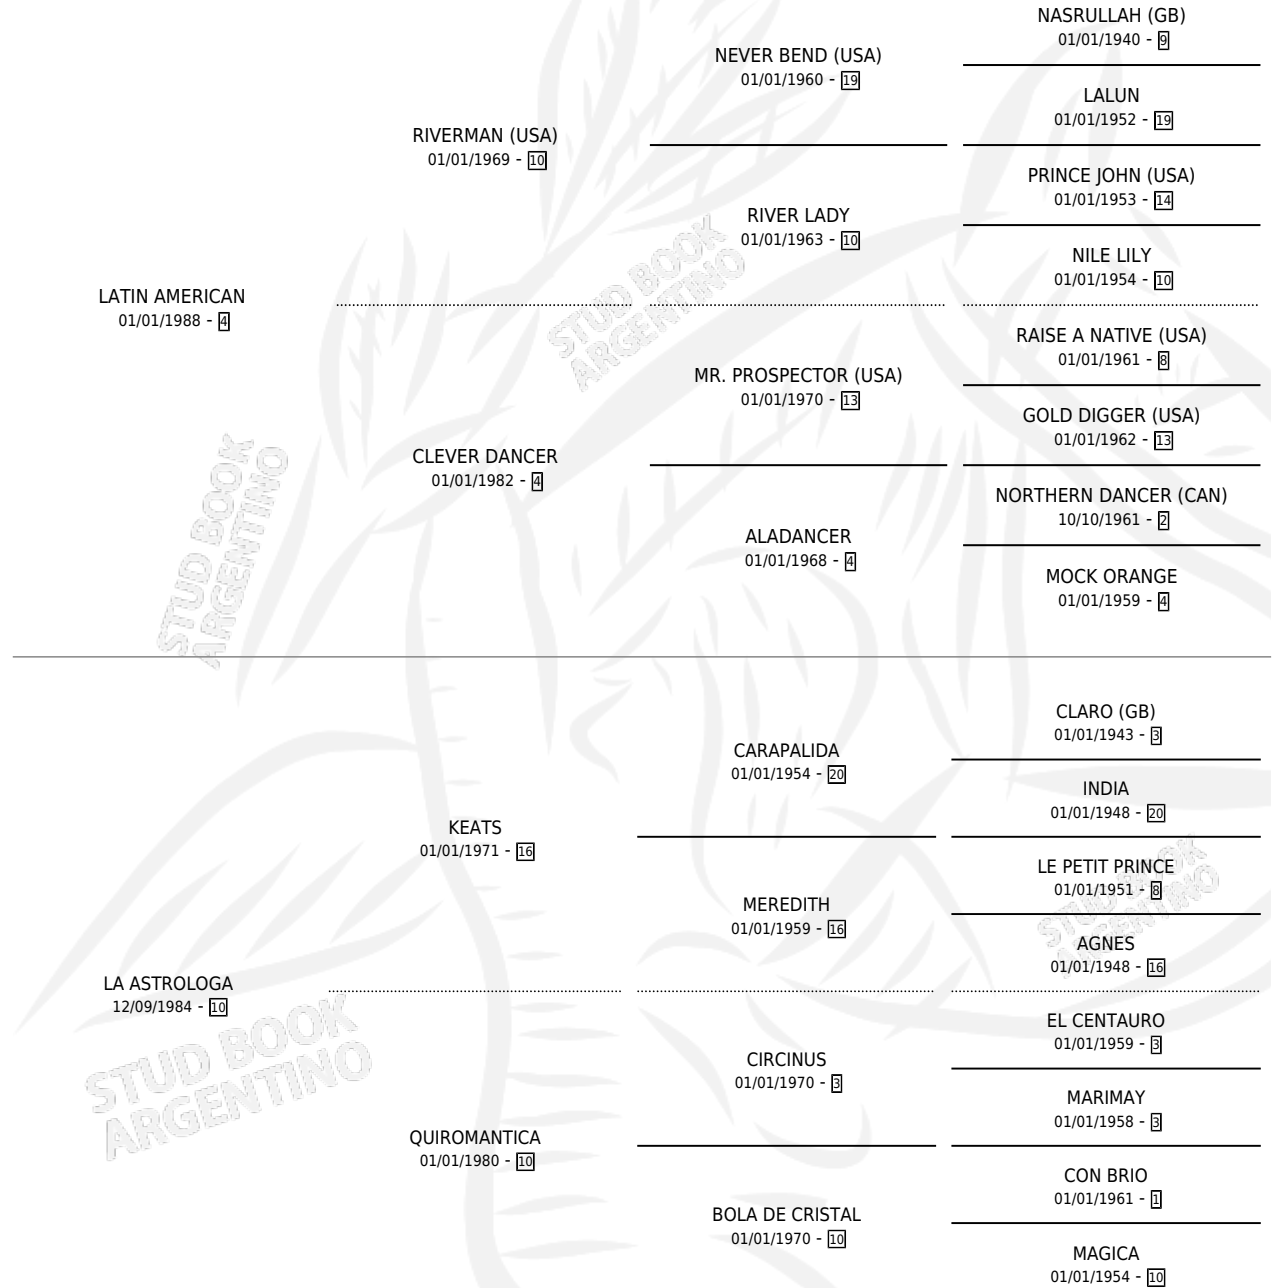 NASRULLAH (GB)
01/01/1940 - 9
NEVER BEND (USA)
01/01/1960 - 19
LALUN
01/01/1952 - 19
RIVERMAN (USA)
01/01/1969 - 10
PRINCE JOHN (USA)
01/01/1953 - 14
RIVER LADY
01/01/1963 - 10
NILE LILY
01/01/1954 - 10
LATIN AMERICAN
01/01/1988 - 4
RAISE A NATIVE (USA)
01/01/1961 - 8
MR. PROSPECTOR (USA)
01/01/1970 - 13
GOLD DIGGER (USA)
01/01/1962 - 13
CLEVER DANCER
01/01/1982 - 4
NORTHERN DANCER (CAN)
10/10/1961 - 2
ALADANCER
01/01/1968 - 4
MOCK ORANGE
01/01/1959 - 4
CLARO (GB)
01/01/1943 - 3
CARAPALIDA
01/01/1954 - 20
INDIA
01/01/1948 - 20
KEATS
01/01/1971 - 16
LE PETIT PRINCE
01/01/1951 - 8
MEREDITH
01/01/1959 - 16
AGNES
01/01/1948 - 16
LA ASTROLOGA
12/09/1984 - 10
EL CENTAURO
01/01/1959 - 3
CIRCINUS
01/01/1970 - 3
MARIMAY
01/01/1958 - 3
QUIROMANTICA
01/01/1980 - 10
CON BRIO
01/01/1961 - 1
BOLA DE CRISTAL
01/01/1970 - 10
MAGICA
01/01/1954 - 10
STUD BOOK
ARGENTINO
STUD BOOK
ARGENTINO
STUD BOOK
ARGENTINO
STUD BOOK
ARGENTINO